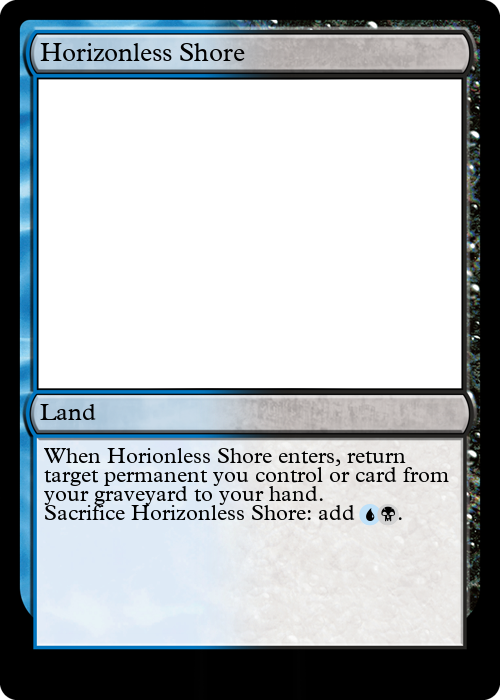 Horizonless Shore
Land
When Horionless Shore enters, return
target permanent you control or card from
your graveyard to your hand.
Sacrifice Horizonless Shore: add .